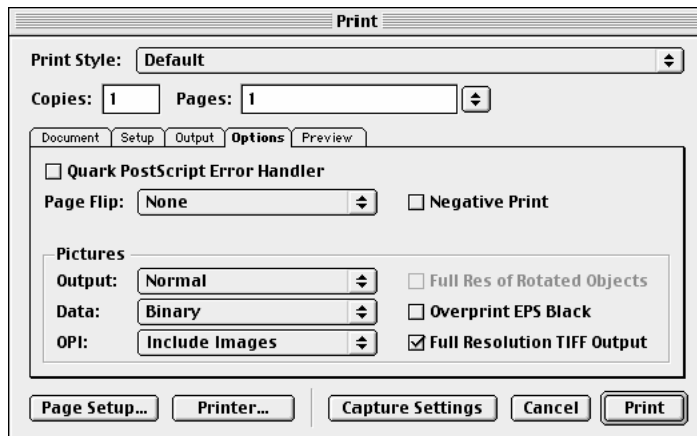 Print
Print Style: Default
Copies: 1 Pages: 1
Document Setup Output Options Preview
Quark PostScript Error Handler
Page Flip: None Negative Print
Pictures
Output: Normal Full Res of Rotated Objects
Data: Binary Overprint EPS Black
OPI: Include Images Full Resolution TIFF Output
Page Setup... Printer... Capture Settings Cancel Print